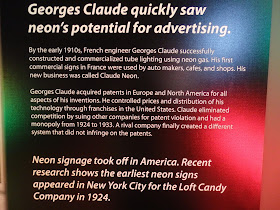 Georges Claude quickly saw
neon's potential for advertising.
By the early 1910s, French engineer Georges Claude successfully
constructed and commercialized tube lighting using neon gas. His first
commercial signs in France were used by auto makers, cafes, and shops. His
new business was called Claude Neon.
Georges Claude acquired patents in Europe and North America for all
aspects of his inventions. He controlled prices and distribution of his
technology through franchises in the United States. Claude eliminated
competition by suing other companies for patent violation and had a
monopoly from 1924 to 1933. A rival company finally created a different
system that did not infringe on the patents.
Neon signage took off in America. Recent
research shows the earliest neon signs
appeared in New York City for the Loft Candy
Company in 1924.